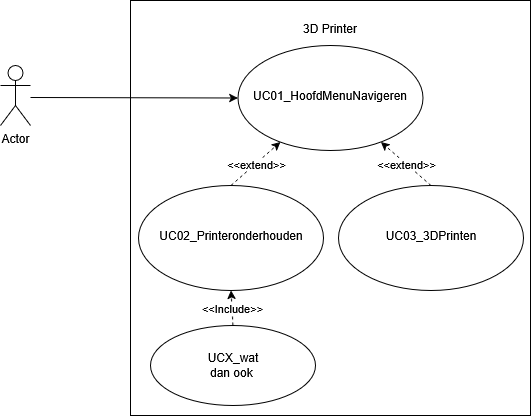 3D Printer
UC01_HoofdMenuNavigeren
Actor
<<extend>>
<<extend>>
UC02_Printeronderhouden
UC03_3DPrinten
<<Include>>
UCX_wat
dan ook